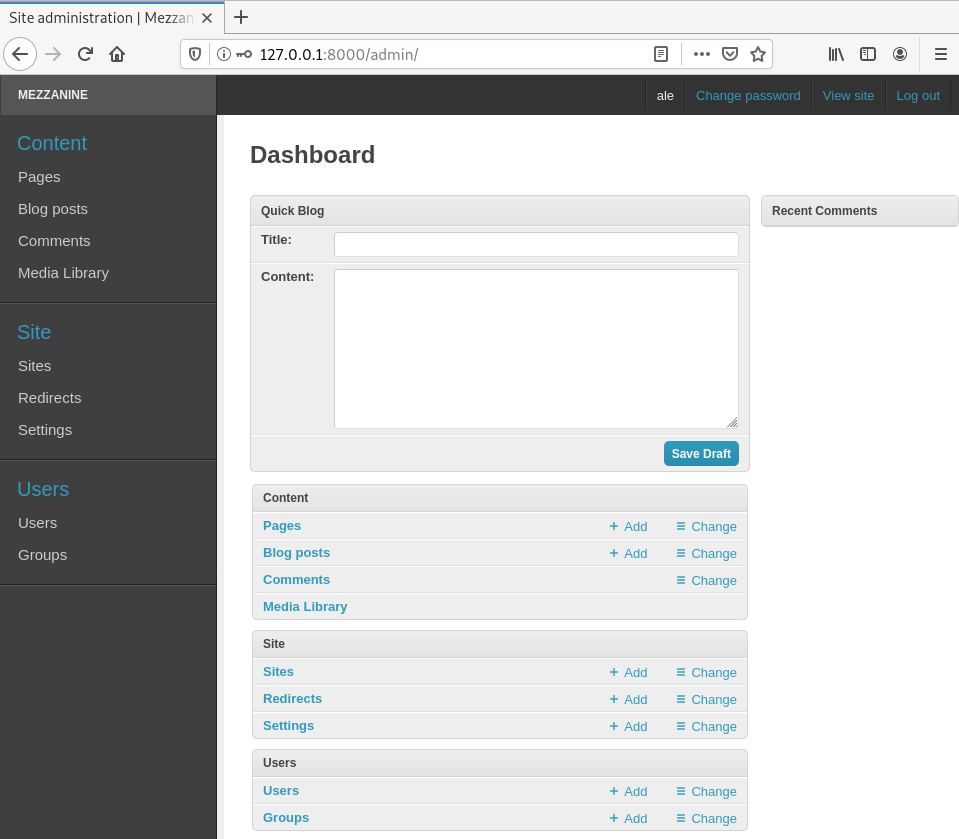 Site administration | Mezzan
127.0.0.1:8000/admin/
MEZZANINE
ale Change password View site Log out
Content
Pages
Blog posts
Comments
Media Library
Site
Sites
Redirects
Settings
Users
Users
Groups
Dashboard
Quick Blog
Title:
Content:
Save Draft
Recent Comments
Content
Pages Add Change
Blog posts Add Change
Comments Change
Media Library
Site
Sites Add Change
Redirects Add Change
Settings Add Change
Users
Users Add Change
Groups Add Change